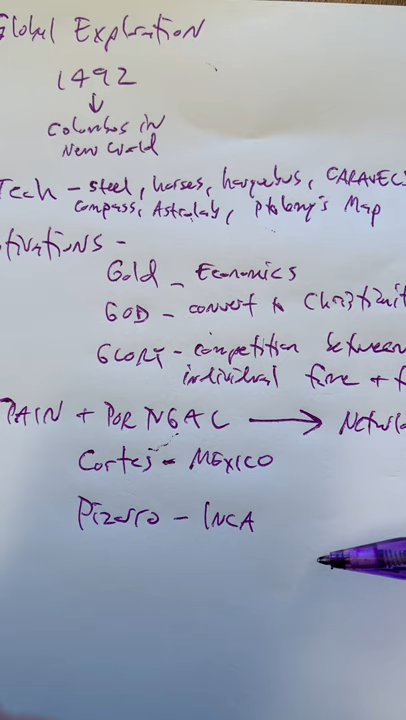 Global Exploration
1492
↓
Columbus in
New World
Tech - steel, horses, harquebus, CARAVELS
Compass, Astrolab, Ptolemy's Map
tivations -
Gold - Economics
GOD - convert to Christianit
GLORY - competition between
individual fame + f
PAIN + PORTUGAL →
Cortes - MEXICO
Pizarro - INCA